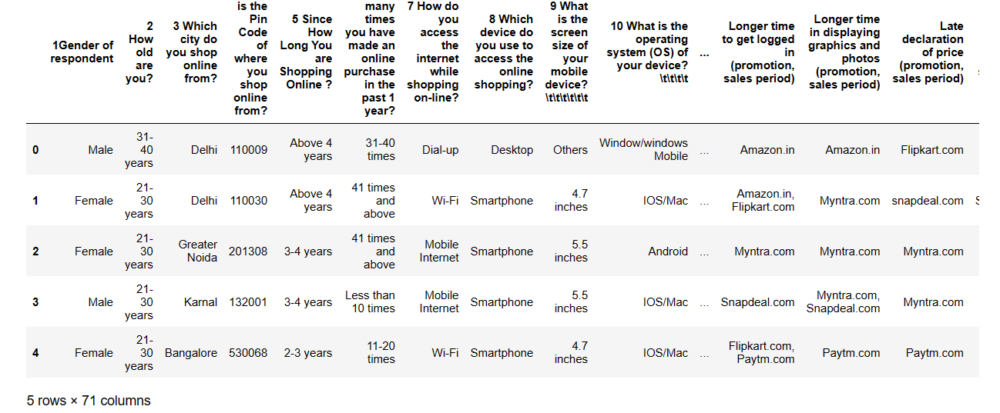 1Gender of
respondent
2
How
old
are
you?
3 Which
city do
you shop
online
from?
is the
Pin
Code
of
where
you
shop
online
from?
5 Since
How
Long You
are
Shopping
Online ?
many
times
you have
made an
online
purchase
in the
past 1
year?
7 How do
you
access
the
internet
while
shopping
on-line?
8 Which
device do
you use to
access the
online
shopping?
9 What
is the
screen
size of
your
mobile
device?
\t\t\t\t\t\t
10 What is the
operating
system (OS) of
your device?
\t\t\t\t
...
Longer time
to get logged
in
(promotion,
sales period)
Longer time
in displaying
graphics and
photos
(promotion,
sales period)
Late
declaration
of price
(promotion,
sales period)
0
Male
31-
40
years
Delhi
110009
Above 4
years
31-40
times
Dial-up
Desktop
Others
Window/windows
Mobile
...
Amazon.in
Amazon.in
Flipkart.com
1
Female
21-
30
years
Delhi
110030
Above 4
years
41 times
and
above
Wi-Fi
Smartphone
4.7
inches
IOS/Mac
...
Amazon.in,
Flipkart.com
Myntra.com
snapdeal.com
2
Female
21-
30
years
Greater
Noida
201308
3-4 years
41 times
and
above
Mobile
Internet
Smartphone
5.5
inches
Android
...
Myntra.com
Myntra.com
Myntra.com
3
Male
21-
30
years
Karnal
132001
3-4 years
Less than
10 times
Mobile
Internet
Smartphone
5.5
inches
IOS/Mac
...
Snapdeal.com
Myntra.com,
Snapdeal.com
Myntra.com
4
Female
21-
30
years
Bangalore
530068
2-3 years
11-20
times
Wi-Fi
Smartphone
4.7
inches
IOS/Mac
...
Flipkart.com,
Paytm.com
Paytm.com
Paytm.com
5 rows × 71 columns